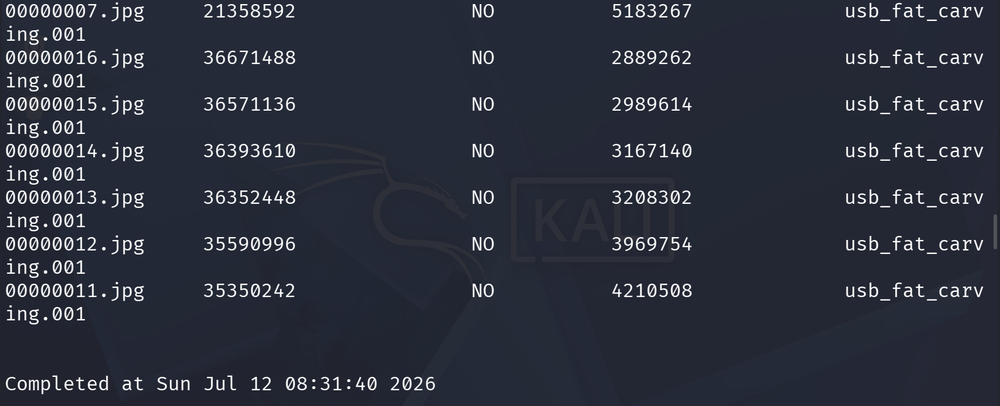 00000007.jpg     21358592               NO          5183267             usb_fat_carv
ing.001
00000016.jpg     36671488               NO          2889262             usb_fat_carv
ing.001
00000015.jpg     36571136               NO          2989614             usb_fat_carv
ing.001
00000014.jpg     36393610               NO          3167140             usb_fat_carv
ing.001
00000013.jpg     36352448               NO          3208302             usb_fat_carv
ing.001
00000012.jpg     35590996               NO          3969754             usb_fat_carv
ing.001
00000011.jpg     35350242               NO          4210508             usb_fat_carv
ing.001
Completed at Sun Jul 12 08:31:40 2026
File System
KALI